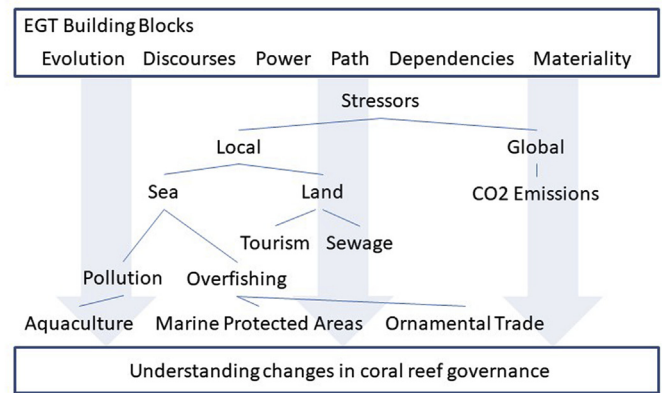 EGT Building Blocks
Evolution Discourses Power Path Dependencies Materiality
Stressors
Local Global
Sea Land CO2 Emissions
Tourism Sewage
Pollution Overfishing
Aquaculture Marine Protected Areas Ornamental Trade
Understanding changes in coral reef governance